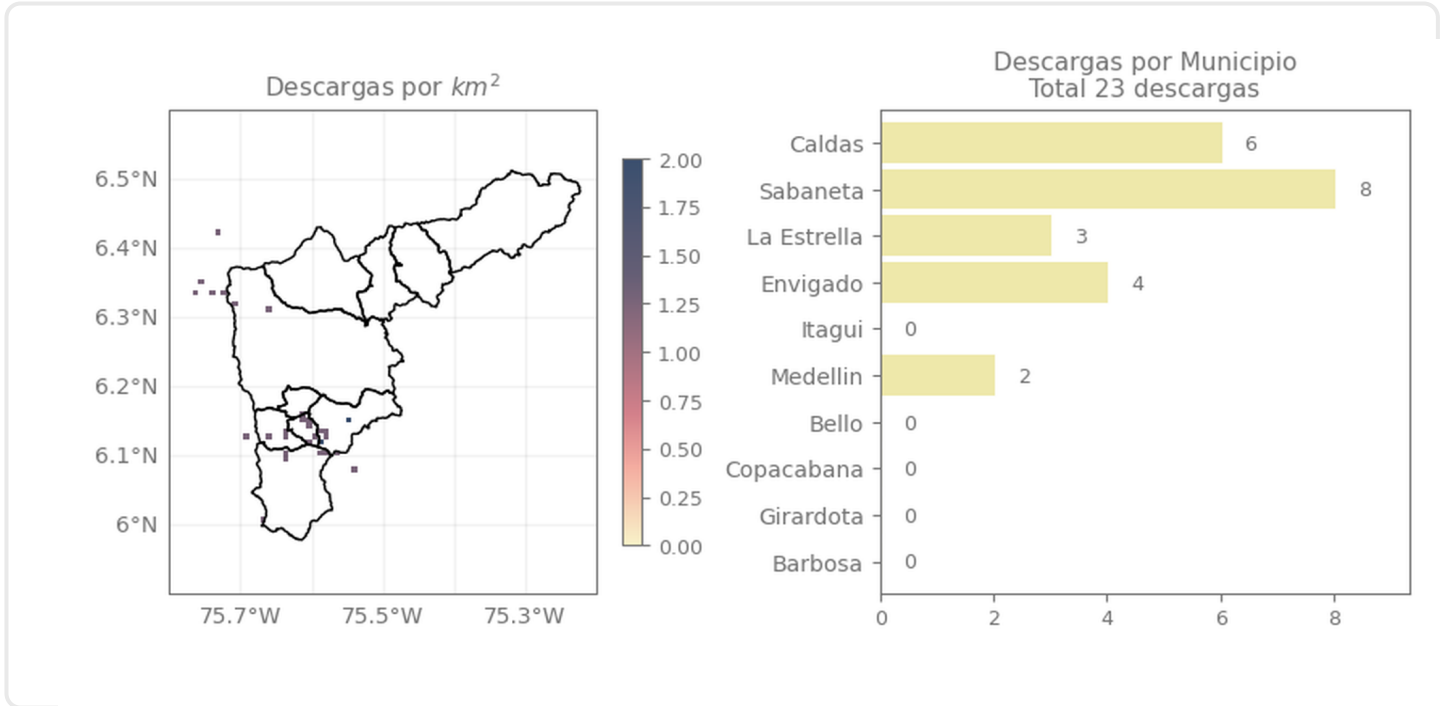 Descargas por km²
6.5°N
6.4°N
6.3°N
6.2°N
6.1°N
6°N
75.7°W 75.5°W 75.3°W
2.00
1.75
1.50
1.25
1.00
0.75
0.50
0.25
0.00
Descargas por Municipio
Total 23 descargas
Caldas 6
Sabaneta 8
La Estrella 3
Envigado 4
Itagui 0
Medellin 2
Bello 0
Copacabana 0
Girardota 0
Barbosa 0
0 2 4 6 8